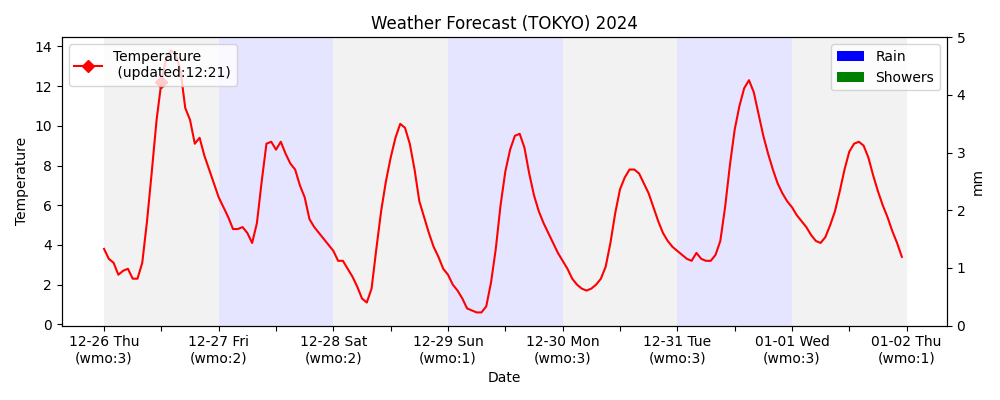 Weather Forecast (TOKYO) 2024
Temperature
(updated:12:21)
Rain
Showers
Temperature
14
12
10
8
6
4
2
0
5
4
3
2
1
0
mm
12-26 Thu
(wmo:3)
12-27 Fri
(wmo:2)
12-28 Sat
(wmo:2)
12-29 Sun
(wmo:1)
12-30 Mon
(wmo:3)
12-31 Tue
(wmo:3)
01-01 Wed
(wmo:3)
01-02 Thu
(wmo:1)
Date